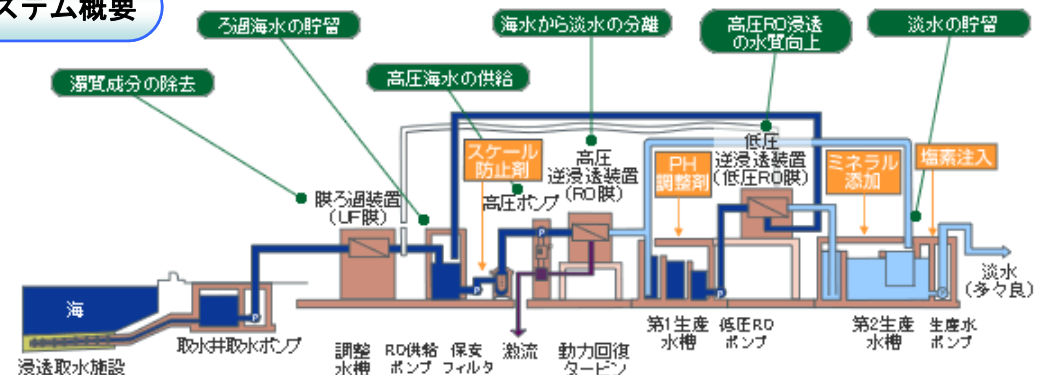 ステム概要
ろ過海水の貯留
海水から淡水の分離
高圧RO浸透
の水質向上
淡水の貯留
濁質成分の除去
高圧海水の供給
スケール
防止剤
高圧
逆浸透装置
(RO膜)
PH
調整剤
低圧
逆浸透装置
(低圧RO膜)
ミネラル
添加
塩素注入
膜ろ過装置
(UF膜)
高圧ポンプ
P
P
P
P
P
海
淡水
(多々良)
取水井取水ポンプ
浸透取水施設
調整
水槽
RO供給
ポンプ
保安
フィルタ
激流
動力回復
タービン
第1生産
水槽
低圧RO
ポンプ
第2生産
水槽
生産水
ポンプ